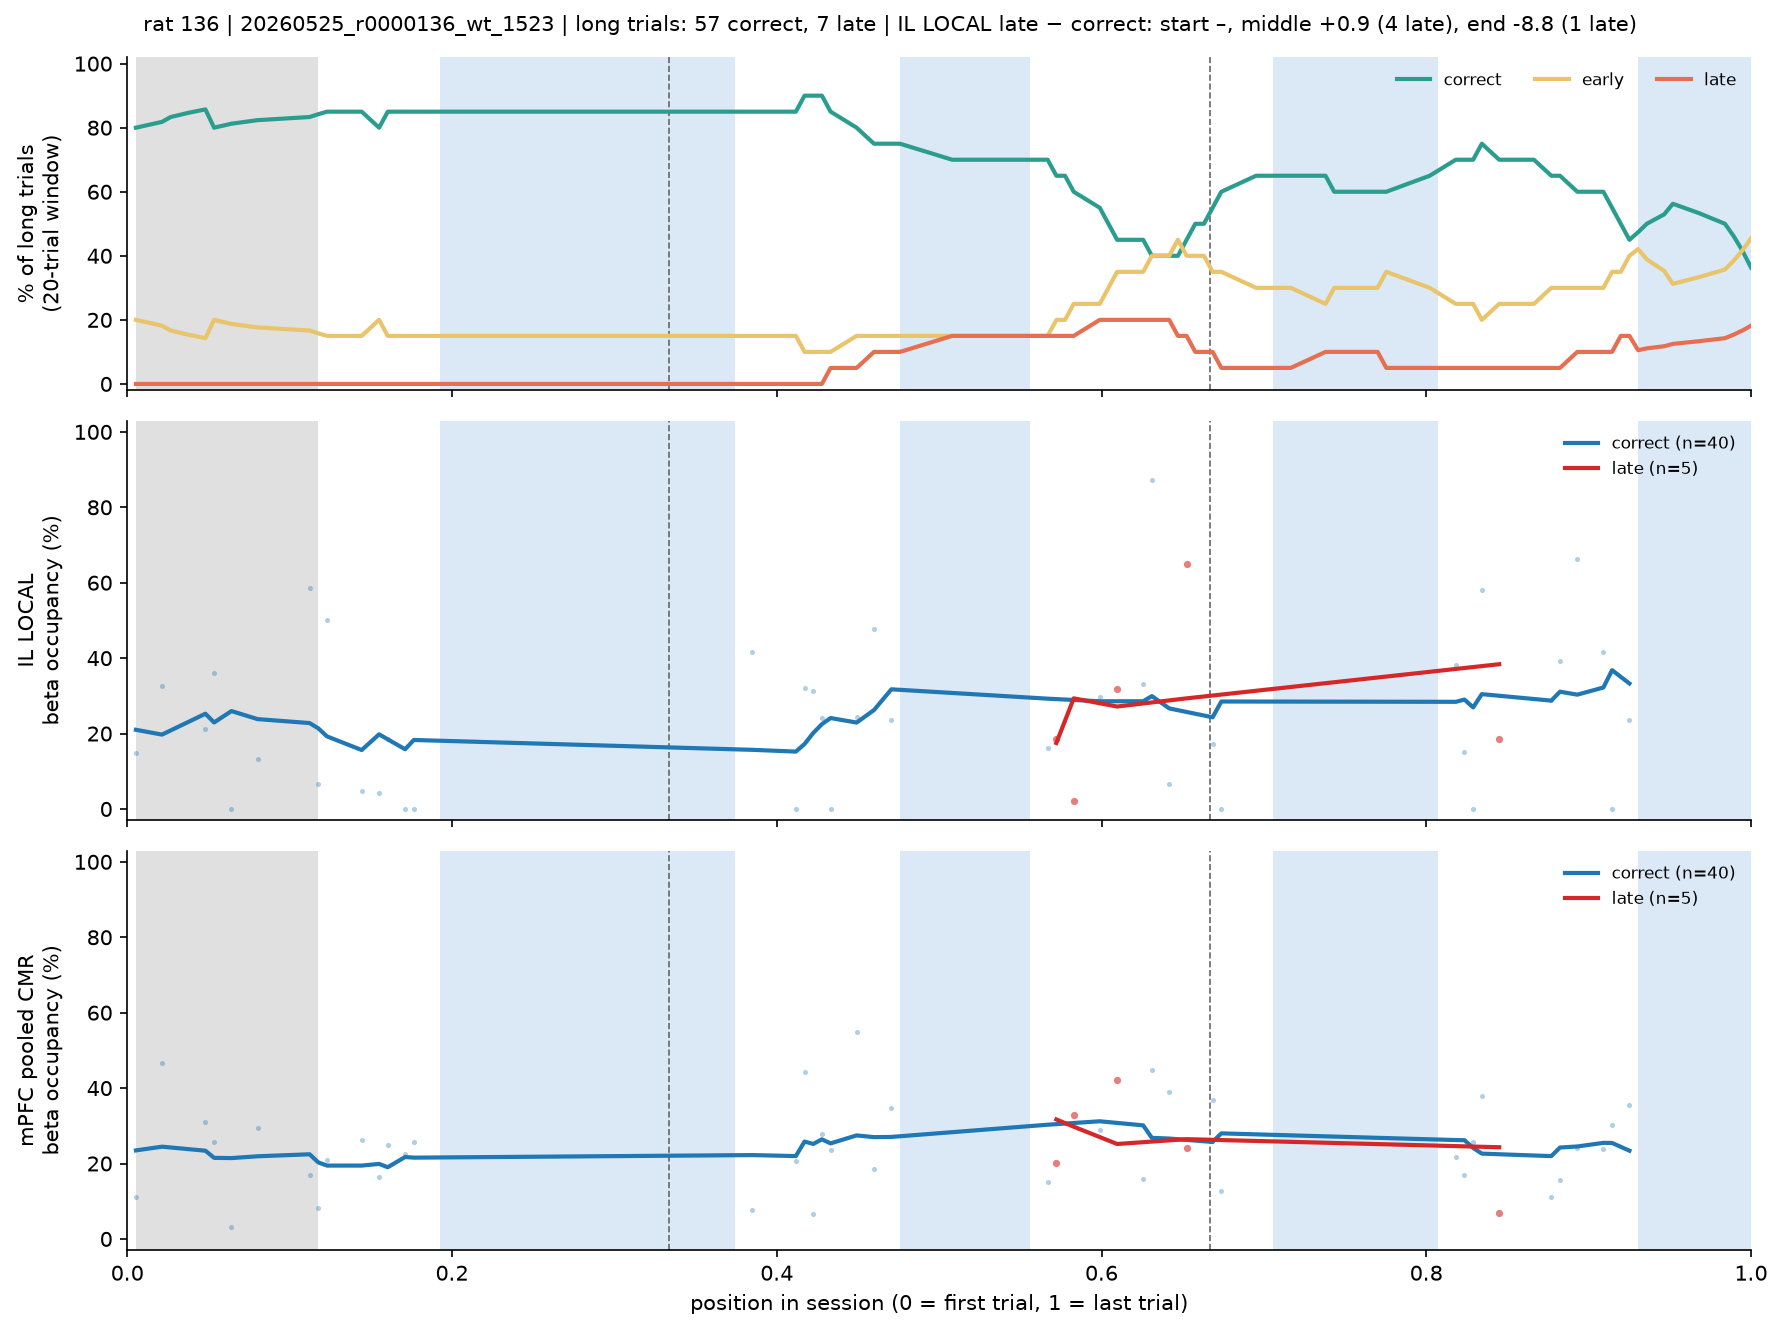 rat 136 | 20260525_r0000136_wt_1523 | long trials: 57 correct, 7 late | IL LOCAL late − correct: start –, middle +0.9 (4 late), end -8.8 (1 late)
% of long trials
(20-trial window)
100
80
60
40
20
0
correct
early
late
IL LOCAL
beta occupancy (%)
100
80
60
40
20
0
correct (n=40)
late (n=5)
mPFC pooled CMR
beta occupancy (%)
100
80
60
40
20
0
correct (n=40)
late (n=5)
0.0
0.2
0.4
0.6
0.8
1.0
position in session (0 = first trial, 1 = last trial)